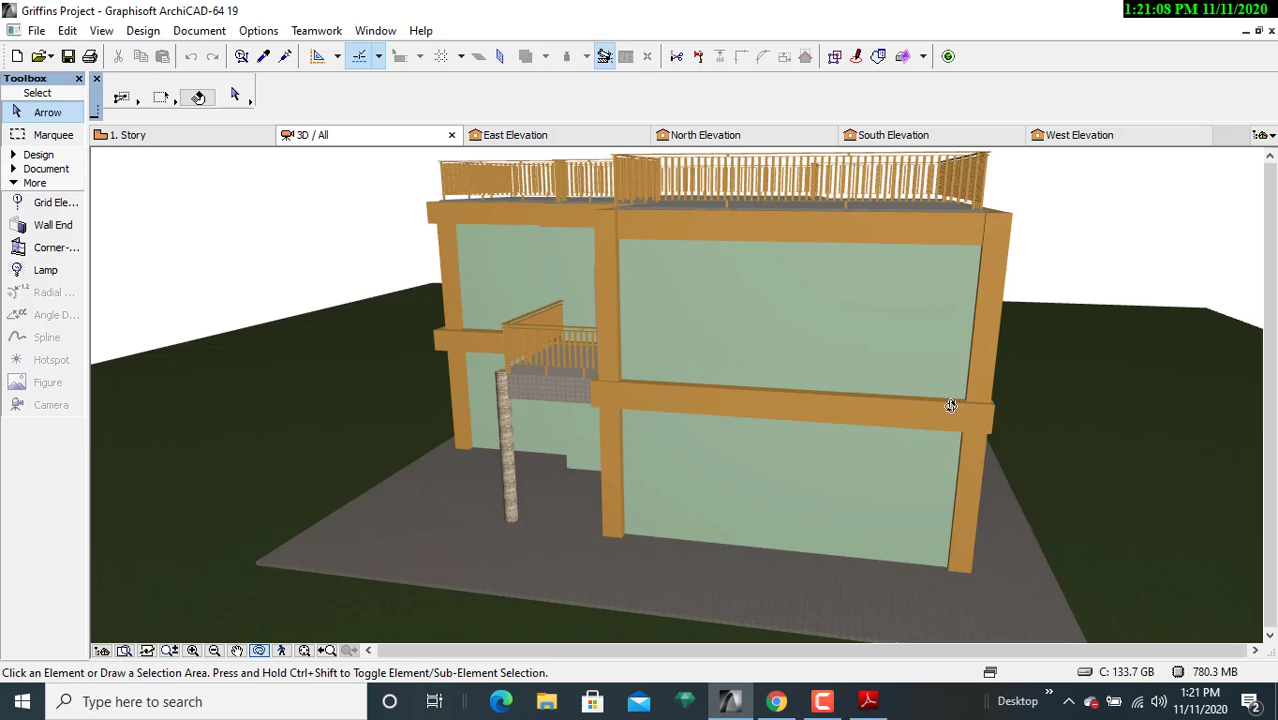 Griffins Project - Graphisoft ArchiCAD-64 19
1:21:08 PM 11/11/2020
File Edit View Design Document Options Teamwork Window Help
Toolbox
Select
Arrow
Marquee
Design
Document
More
Grid Ele...
Wall End
Corner-...
Lamp
Radial ...
Angle D...
Spline
Hotspot
Figure
Camera
1. Story
3D / All
East Elevation
North Elevation
South Elevation
West Elevation
Click an Element or Draw a Selection Area. Press and Hold Ctrl+Shift to Toggle Element/Sub-Element Selection.
C: 133.7 GB
780.3 MB
Type here to search
Desktop
1:21 PM
11/11/2020
2